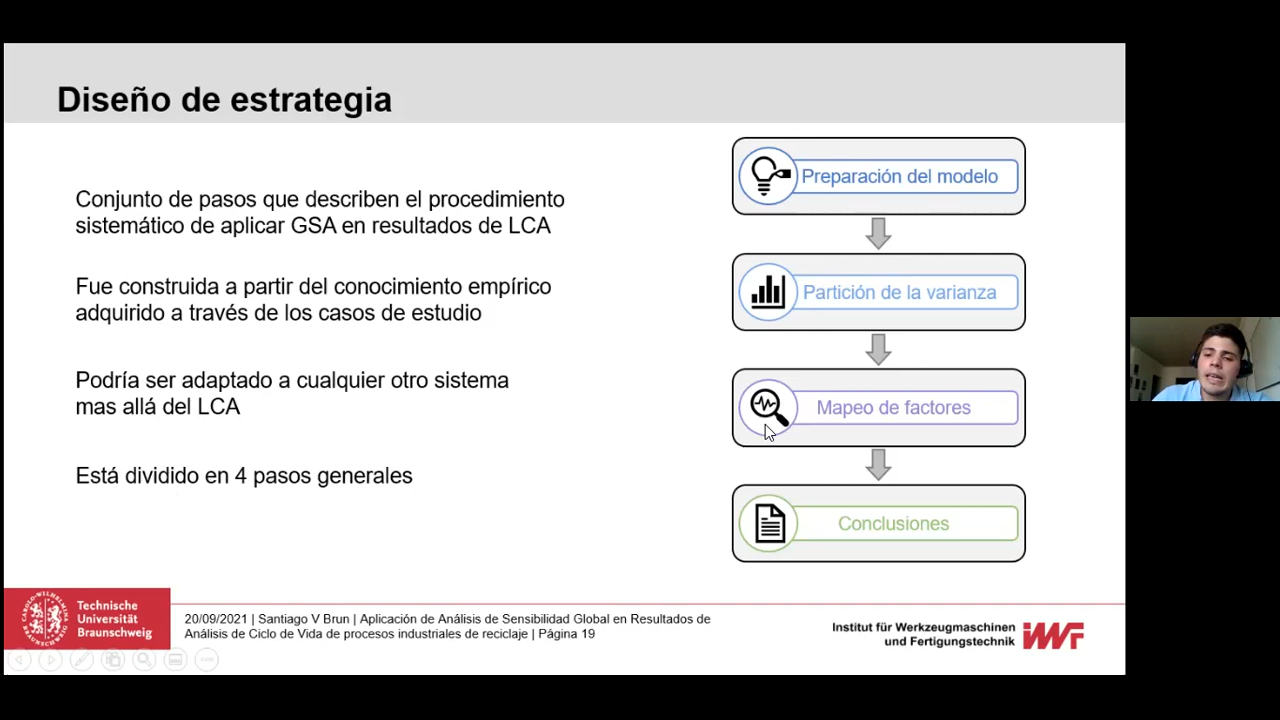 Diseño de estrategia
Conjunto de pasos que describen el procedimiento
sistemático de aplicar GSA en resultados de LCA
Fue construida a partir del conocimiento empírico
adquirido a través de los casos de estudio
Podría ser adaptado a cualquier otro sistema
mas allá del LCA
Está dividido en 4 pasos generales
Preparación del modelo
Partición de la varianza
Mapeo de factores
Conclusiones
Technische
Universität
Braunschweig
20/09/2021 | Santiago V Brun | Aplicación de Análisis de Sensibilidad Global en Resultados de
Análisis de Ciclo de Vida de procesos industriales de reciclaje | Página 19
Institut für Werkzeugmaschinen
und Fertigungstechnik
iWF